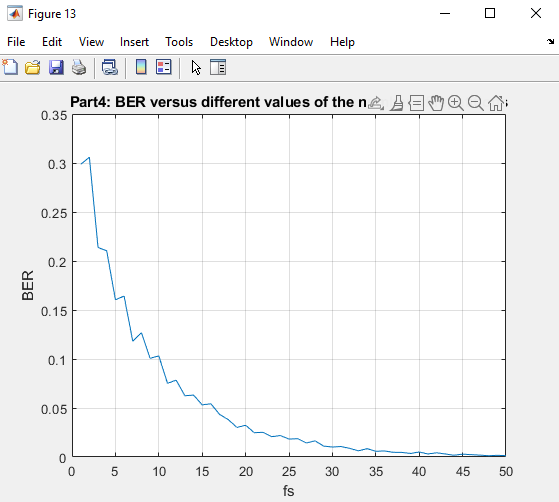 Figure 13
File Edit View Insert Tools Desktop Window Help
Part4: BER versus different values of the
0.35
0.3
0.25
0.2
0.15
0.1
0.05
0
BER
0 5 10 15 20 25 30 35 40 45 50
fs